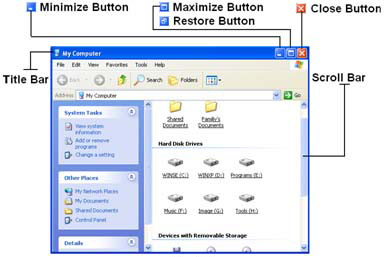 Minimize Button
Maximize Button
Restore Button
Close Button
Title Bar
Scroll Bar
My Computer
File Edit View Favorites Tools Help
Back Search Folders
Address My Computer Go
System Tasks
View system
information
Add or remove
programs
Change a setting
Other Places
My Network Places
My Documents
Shared Documents
Control Panel
Details
Shared
Documents
Family's
Documents
Hard Disk Drives
WINSE (C:) WINXP (D:) Programs (E:)
Music (F:) Image (G:) Tools (H:)
Devices with Removable Storage